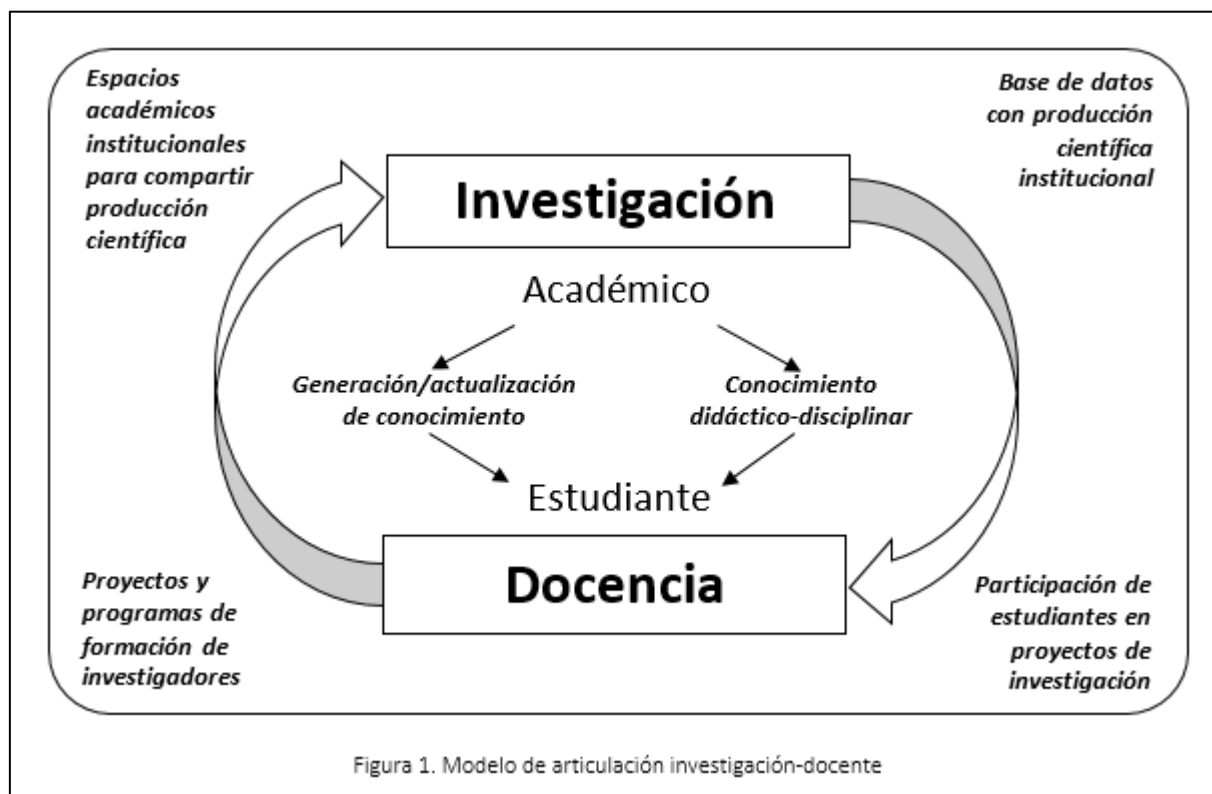 Espacios
académicos
institucionales
para compartir
producción
científica
Base de datos
con producción
científica
institucional
Investigación
Académico
Generación/actualización
de conocimiento
Conocimiento
didáctico-disciplinar
Estudiante
Docencia
Proyectos y
programas de
formación de
investigadores
Participación de
estudiantes en
proyectos de
investigación
Figura 1. Modelo de articulación investigación-docente